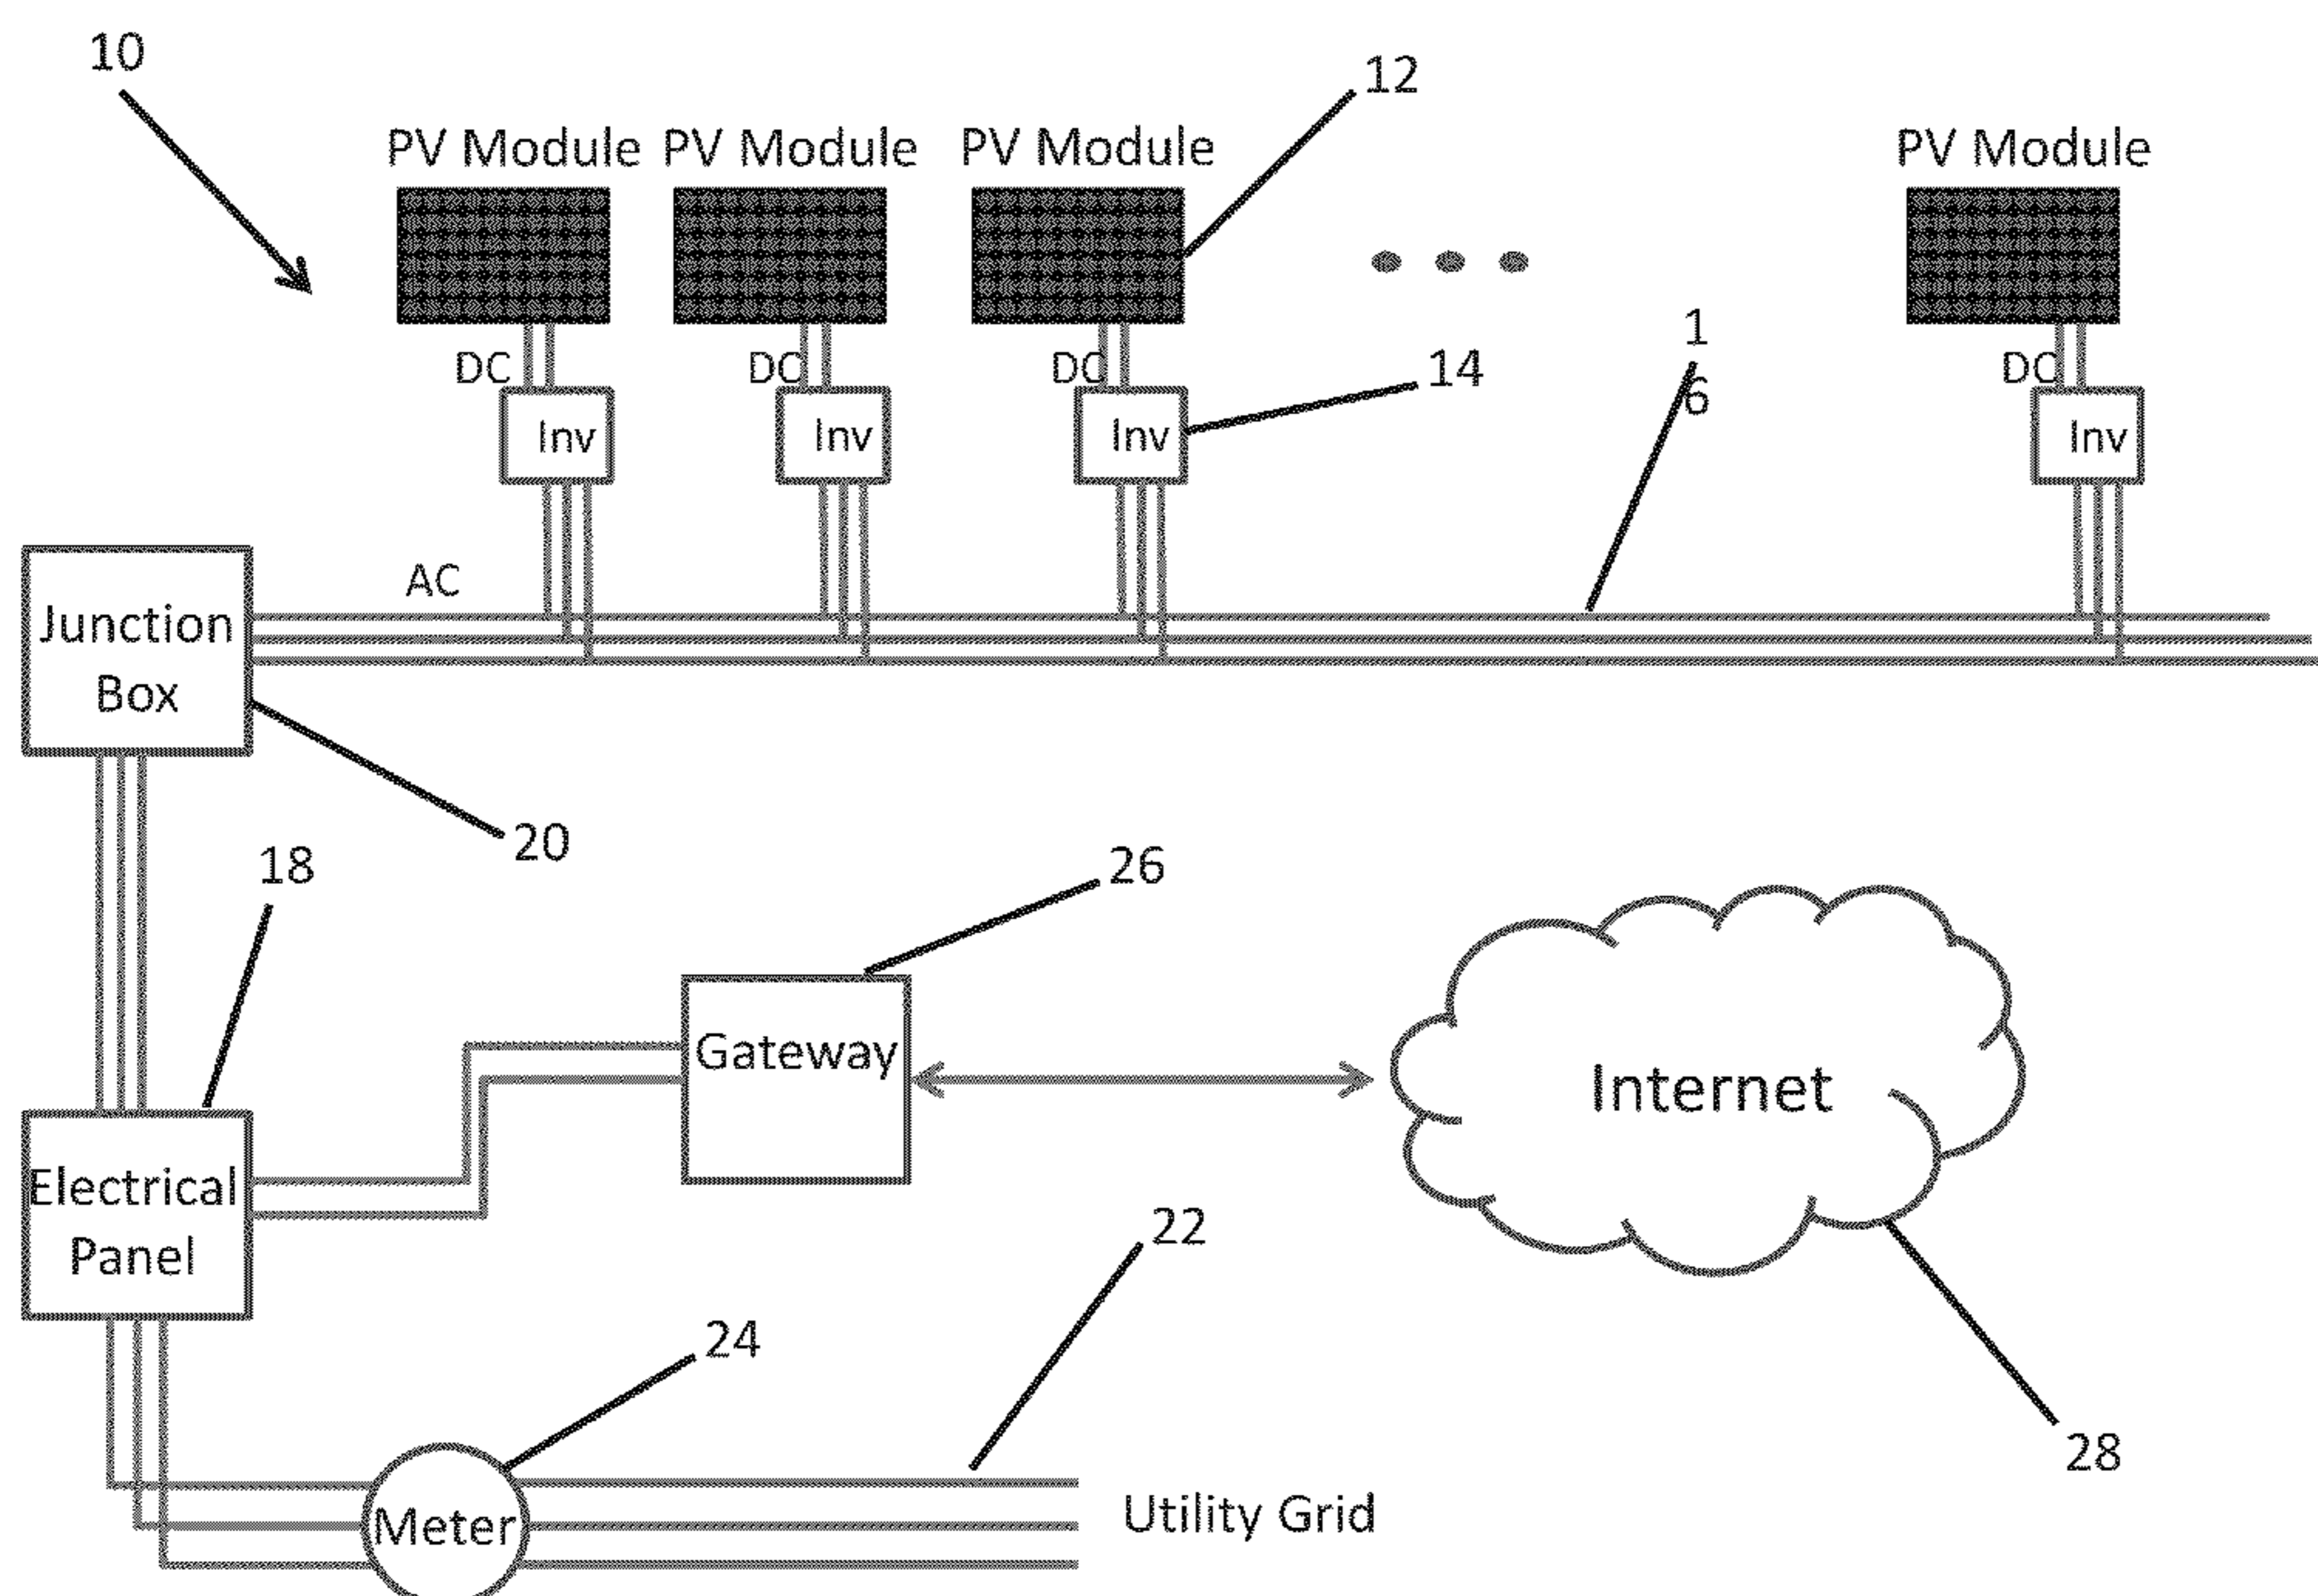 10
12
PV Module PV Module PV Module PV Module
1
6
DC DC DC DC
14
Inv Inv Inv Inv
AC
Junction
Box
20
18
26
Gateway
Internet
Electrical
Panel
22
24
28
Meter
Utility Grid